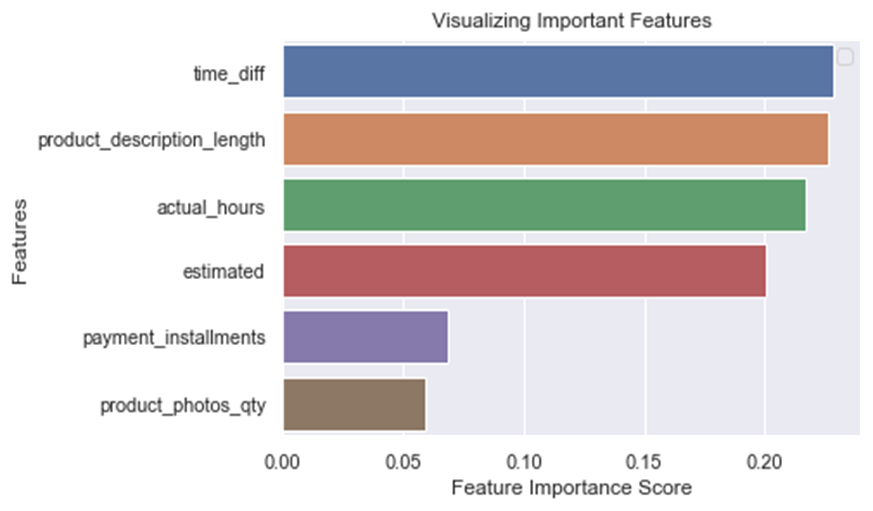 Visualizing Important Features
time_diff
product_description_length
actual_hours
estimated
payment_installments
product_photos_qty
Features
0.00 0.05 0.10 0.15 0.20
Feature Importance Score